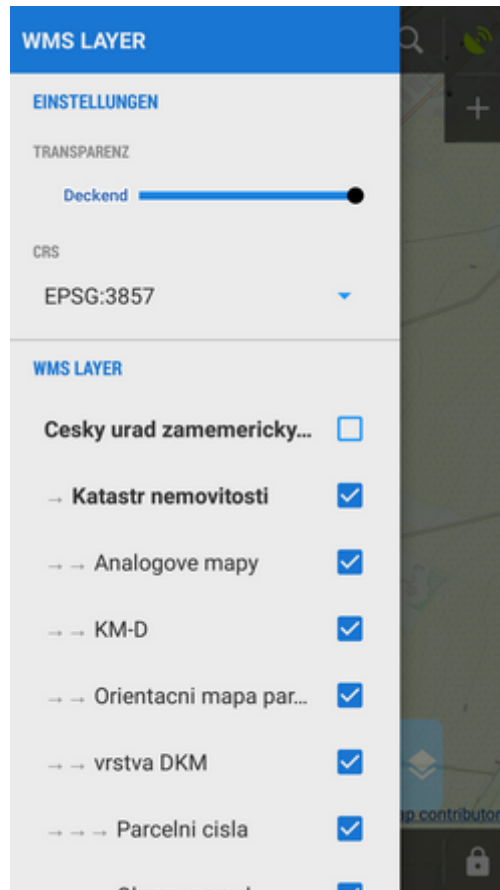 WMS LAYER
EINSTELLUNGEN
TRANSPARENZ
Deckend
CRS
EPSG:3857
WMS LAYER
Cesky urad zamemericky...
→ Katastr nemovitosti
→ → Analogove mapy
→ → KM-D
→ → Orientacni mapa par...
→ → vrstva DKM
→ → → Parcelni cisla
contributor